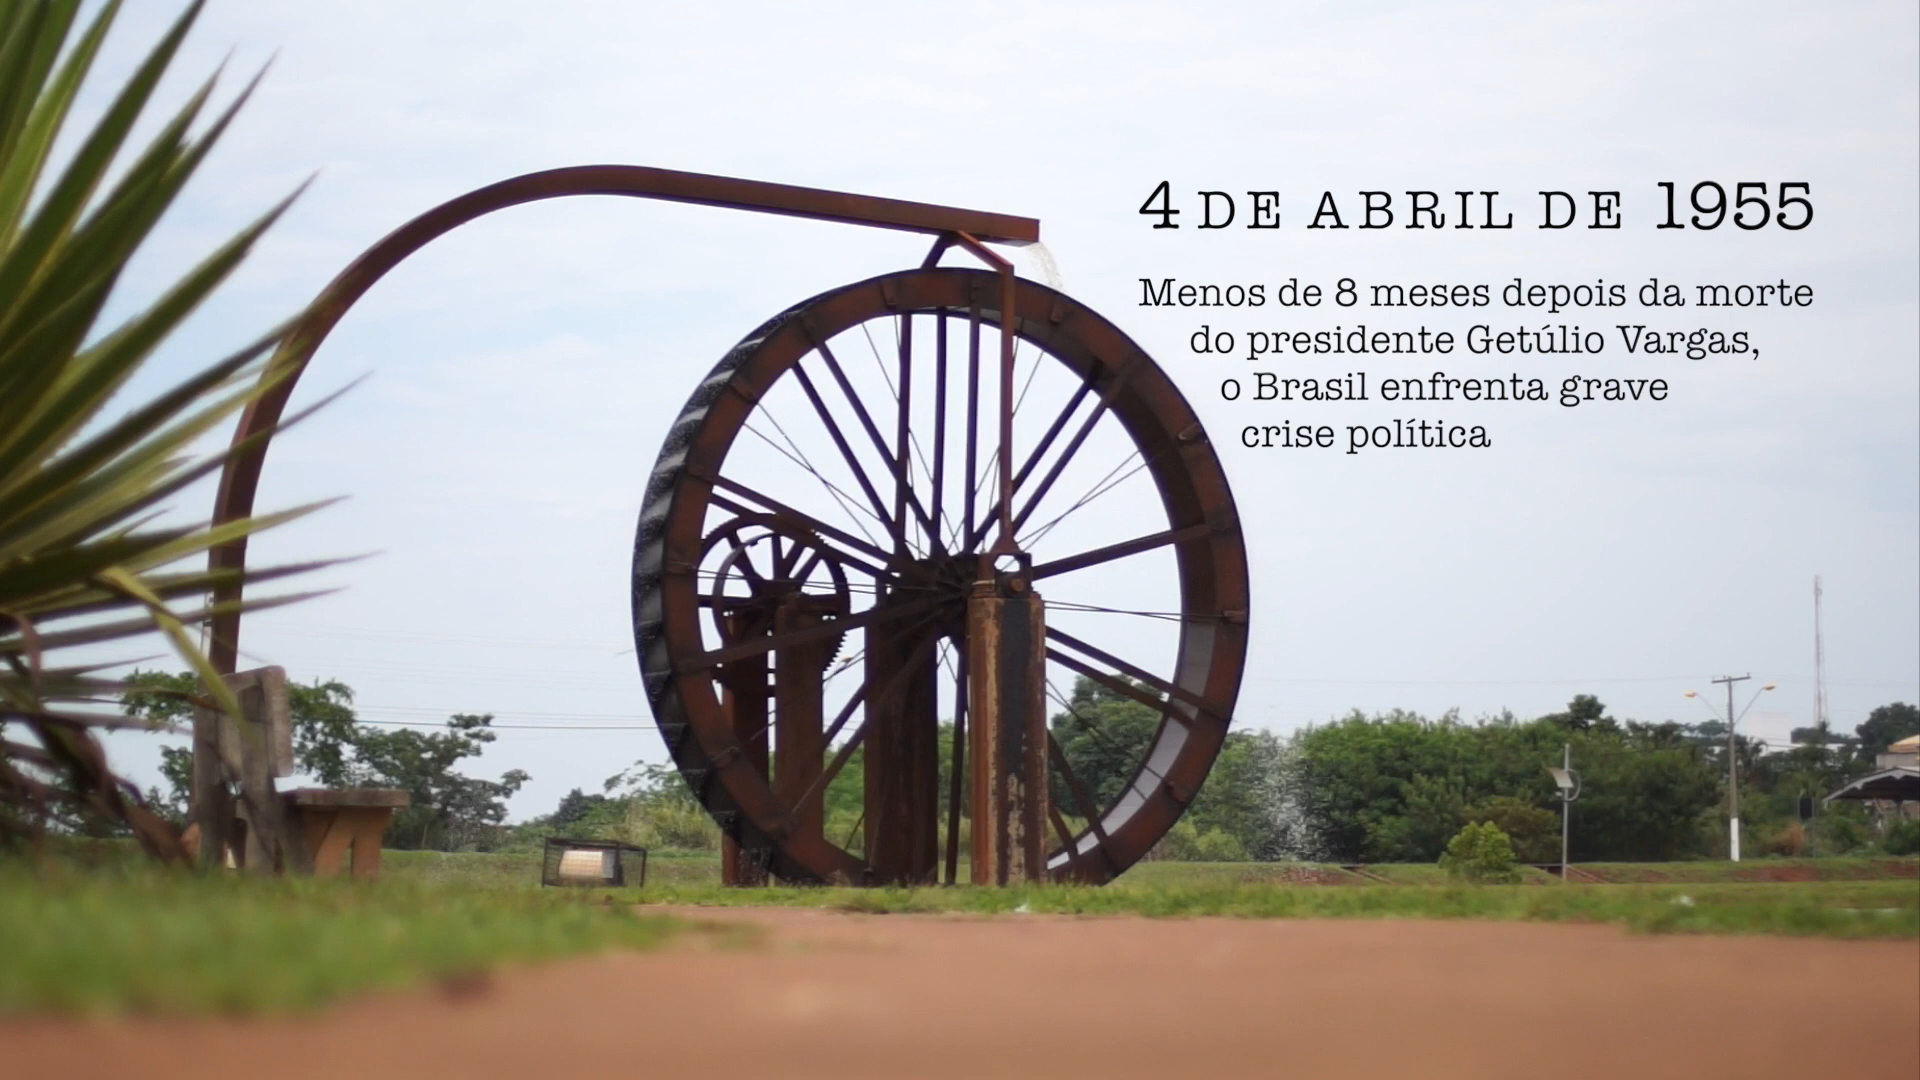 4 DE ABRIL DE 1955
Menos de 8 meses depois da morte
do presidente Getúlio Vargas,
o Brasil enfrenta grave
crise política